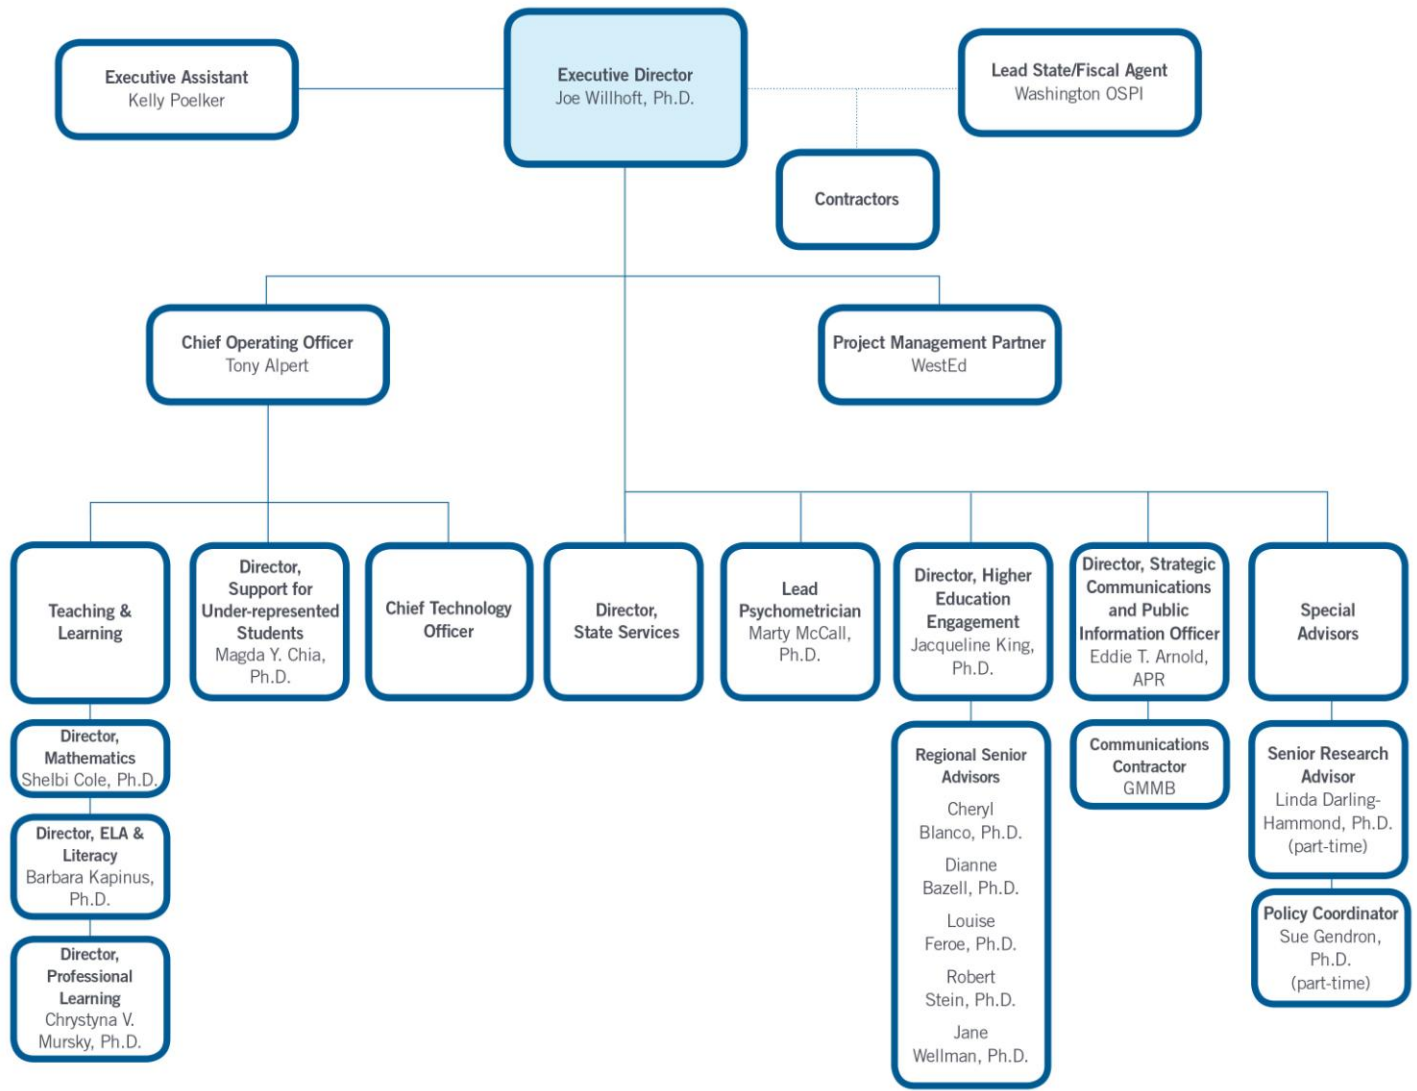 Executive Assistant
Kelly Poelker
Executive Director
Joe Willhoft, Ph.D.
Lead State/Fiscal Agent
Washington OSPI
Contractors
Chief Operating Officer
Tony Alpert
Project Management Partner
WestEd
Teaching &
Learning
Director,
Support for
Under-represented
Students
Magda Y. Chia,
Ph.D.
Chief Technology
Officer
Director,
State Services
Lead
Psychometrician
Marty McCall,
Ph.D.
Director, Higher
Education
Engagement
Jacqueline King,
Ph.D.
Director, Strategic
Communications
and Public
Information Officer
Eddie T. Arnold,
APR
Special
Advisors
Director,
Mathematics
Shelbi Cole, Ph.D.
Director, ELA &
Literacy
Barbara Kapinus,
Ph.D.
Director,
Professional
Learning
Chrystyna V.
Mursky, Ph.D.
Regional Senior
Advisors
Cheryl
Blanco, Ph.D.
Dianne
Bazell, Ph.D.
Louise
Feroe, Ph.D.
Robert
Stein, Ph.D.
Jane
Wellman, Ph.D.
Communications
Contractor
GMMB
Senior Research
Advisor
Linda Darling-
Hammond, Ph.D.
(part-time)
Policy Coordinator
Sue Gendron,
Ph.D.
(part-time)